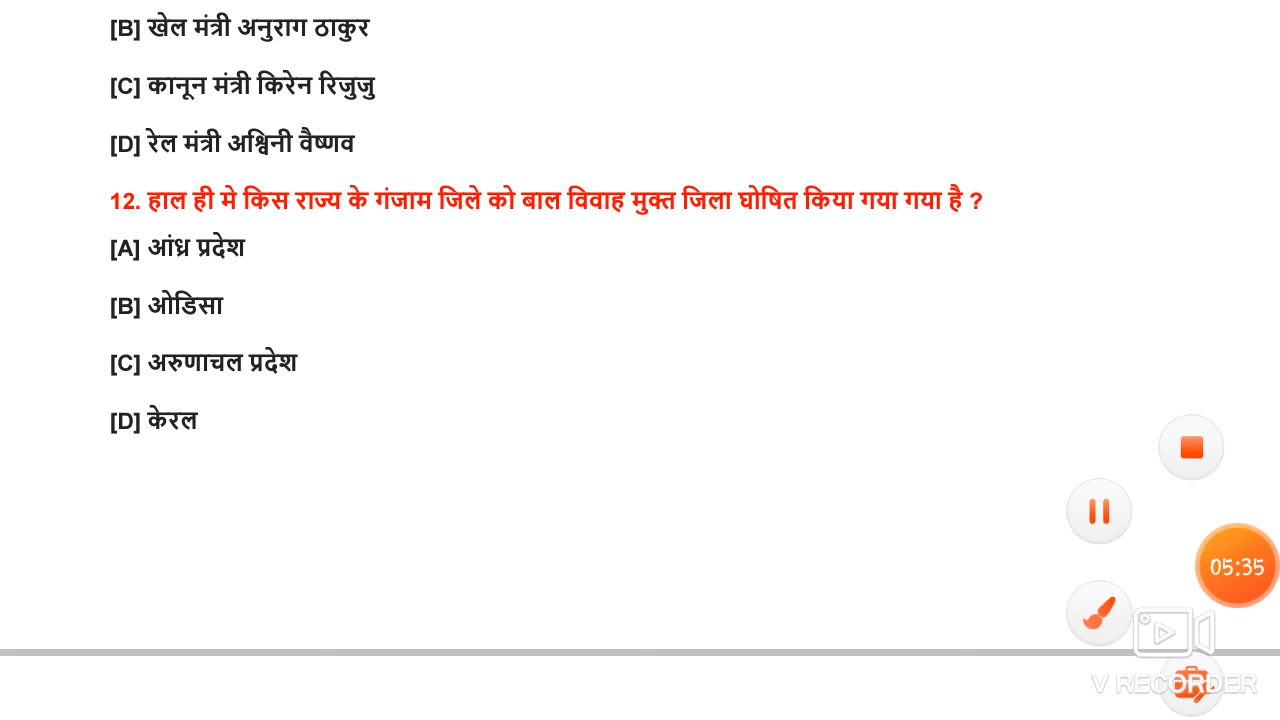 [B] खेल मंत्री अनुराग ठाकुर
[C] कानून मंत्री किरेन रिजुजु
[D] रेल मंत्री अश्विनी वैष्णव
12. हाल ही मे किस राज्य के गंजाम जिले को बाल विवाह मुक्त जिला घोषित किया गया गया है ?
[A] आंध्र प्रदेश
[B] ओडिसा
[C] अरुणाचल प्रदेश
[D] केरल
05:35
V RECORDER